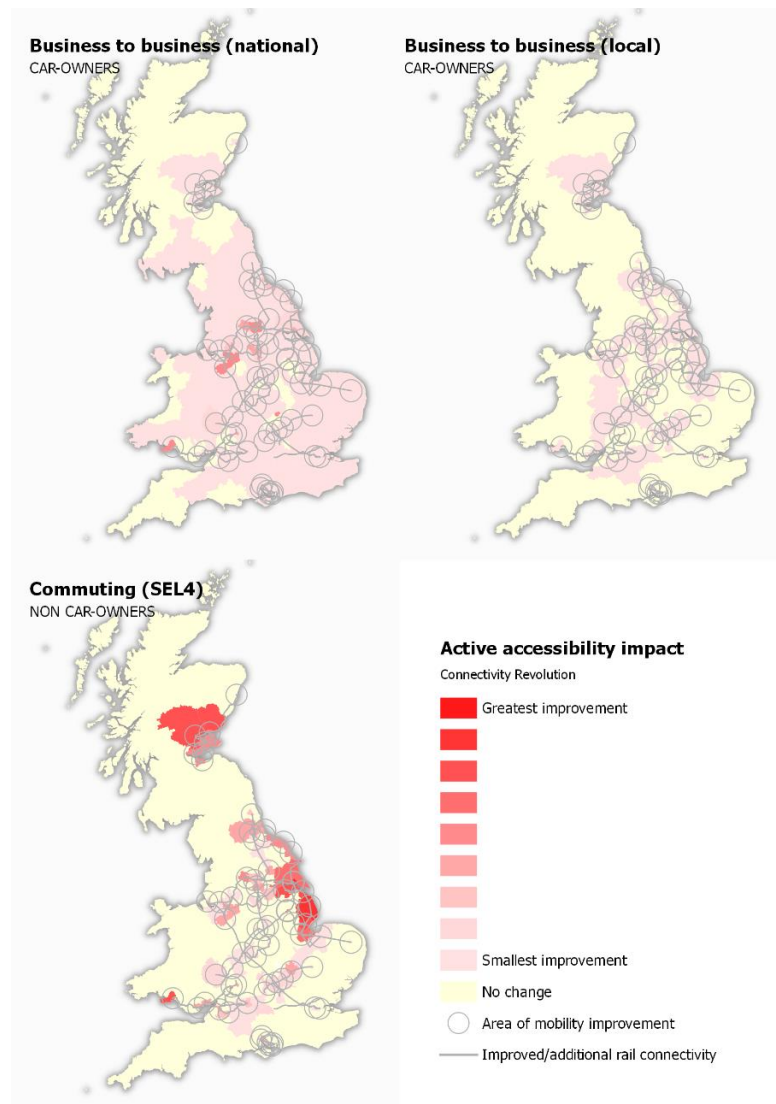 Business to business (national)
CAR-OWNERS
Business to business (local)
CAR-OWNERS
Commuting (SEL4)
NON CAR-OWNERS
Active accessibility impact
Connectivity Revolution
Greatest improvement
Smallest improvement
No change
Area of mobility improvement
Improved/additional rail connectivity